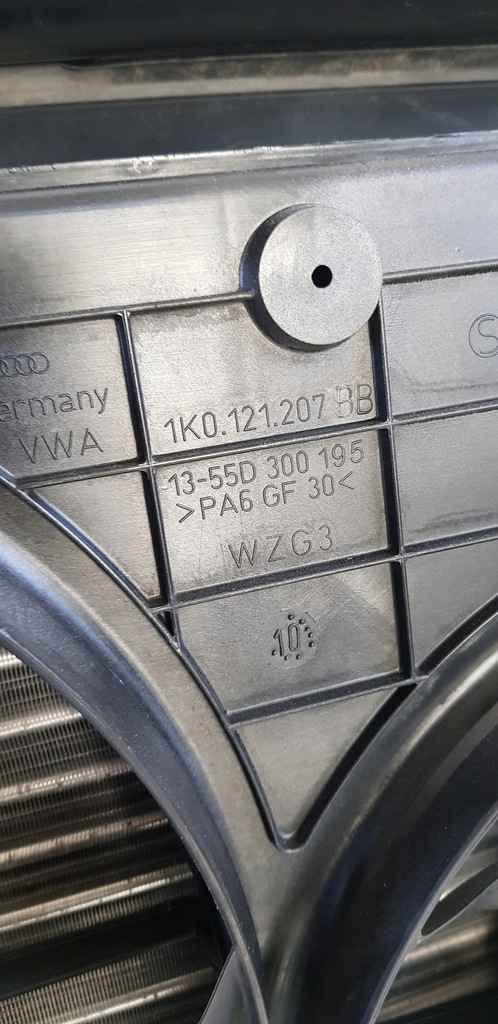 ermany
VWA
1K0.121.207 BB
13-55D 300 195
>PA6 GF 30<
WZG3
10
S